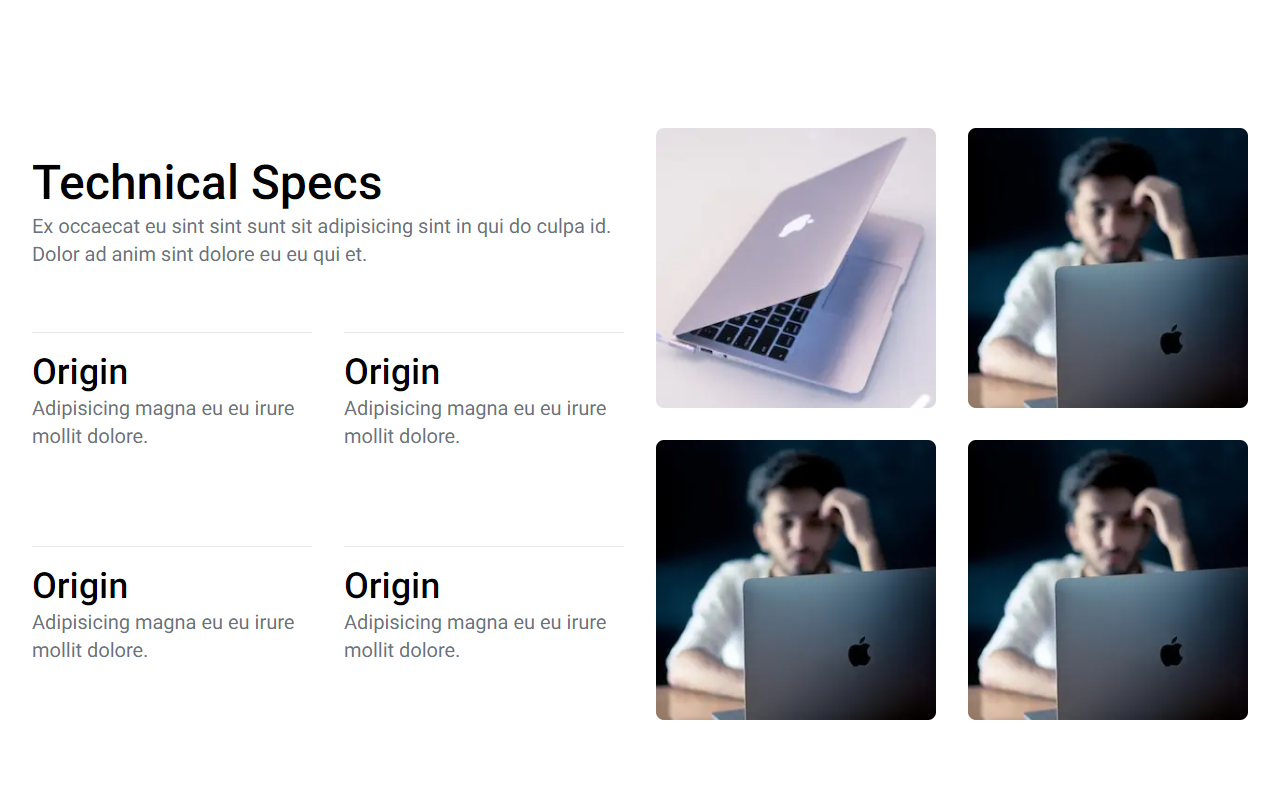 Technical Specs
Ex occaecat eu sint sint sunt sit adipisicing sint in qui do culpa id.
Dolor ad anim sint dolore eu eu qui et.
Origin
Adipisicing magna eu eu irure
mollit dolore.
Origin
Adipisicing magna eu eu irure
mollit dolore.
Origin
Adipisicing magna eu eu irure
mollit dolore.
Origin
Adipisicing magna eu eu irure
mollit dolore.